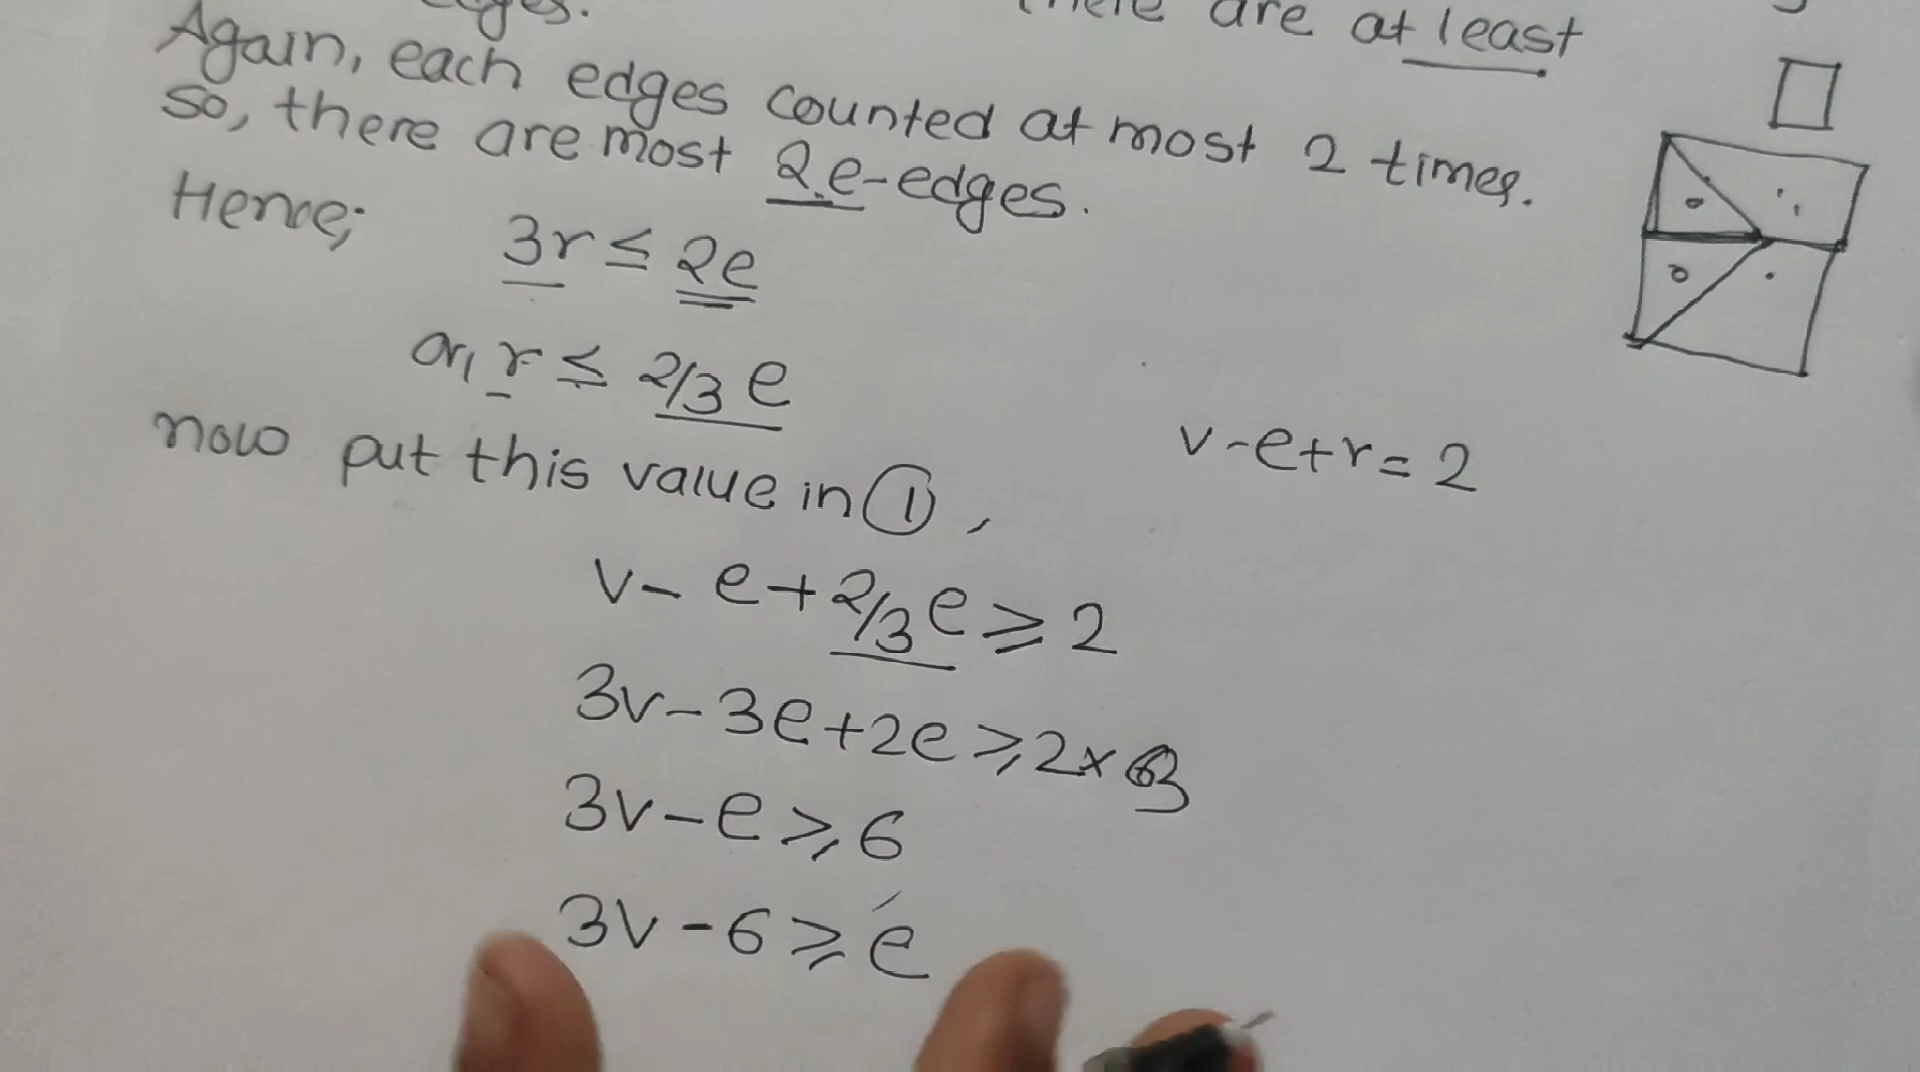 edges.
there are at least
Again, each edges counted at most 2 times.
so, there are most 2e-edges.
Hence; 3r ≤ 2e
or, r ≤ 2/3 e
now put this value in ①,
v-e+r=2
v-e+2/3e ≥ 2
3v-3e+2e ≥ 2×3
3v-e ≥ 6
3v-6 ≥ e